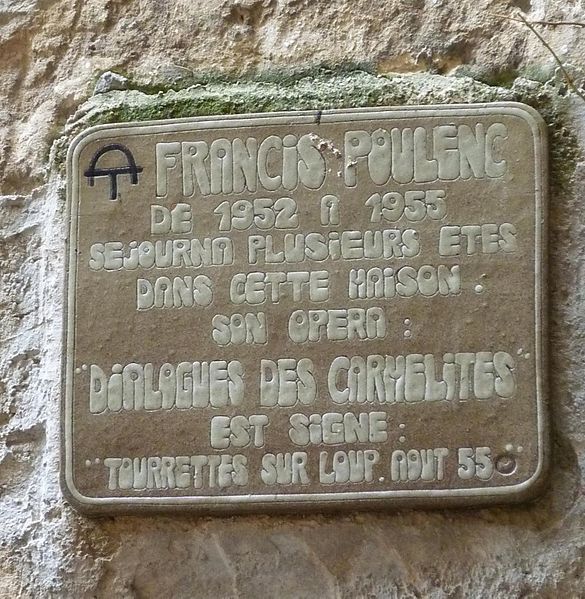 FRANCIS POULENC
DE 1952 A 1955
SEJOURNA PLUSIEURS ETES
DANS CETTE MAISON.
SON OPERA :
"DIALOGUES DES CARMELITES"
EST SIGNE :
"TOURRETTES SUR LOUP. AOUT 55"